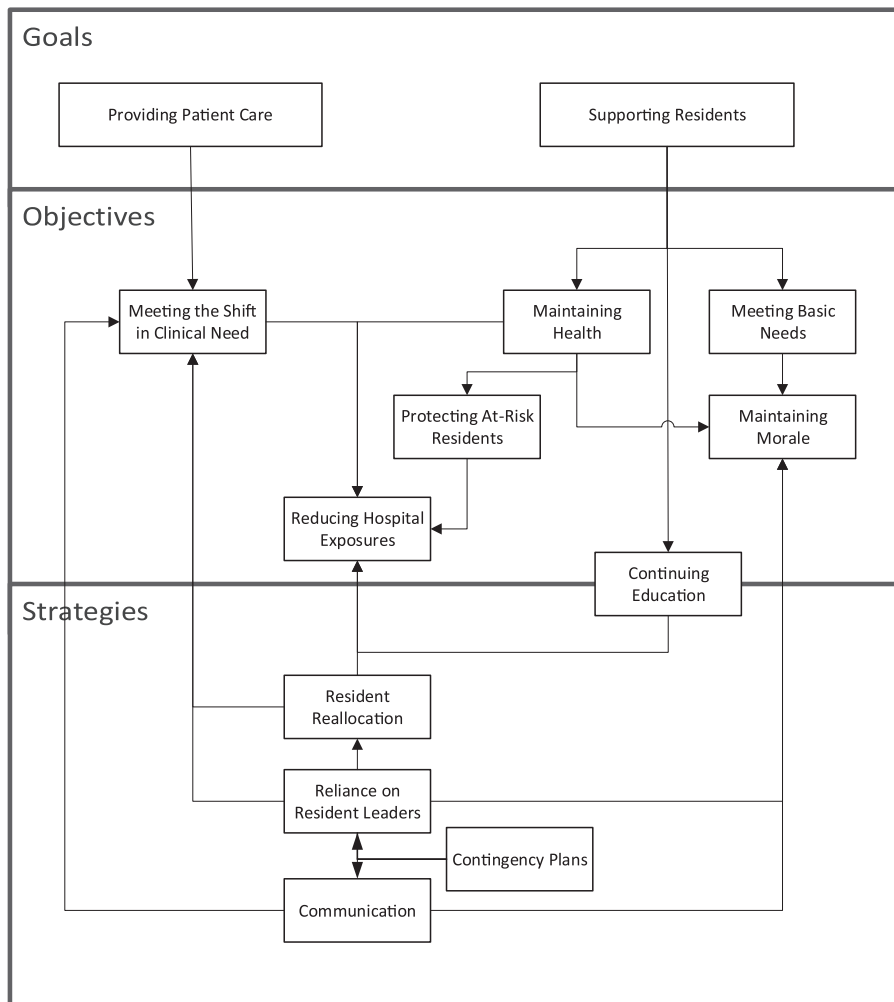 Goals
Providing Patient Care
Supporting Residents
Objectives
Meeting the Shift
in Clinical Need
Maintaining
Health
Meeting Basic
Needs
Protecting At-Risk
Residents
Maintaining
Morale
Reducing Hospital
Exposures
Continuing
Education
Strategies
Resident
Reallocation
Reliance on
Resident Leaders
Contingency Plans
Communication